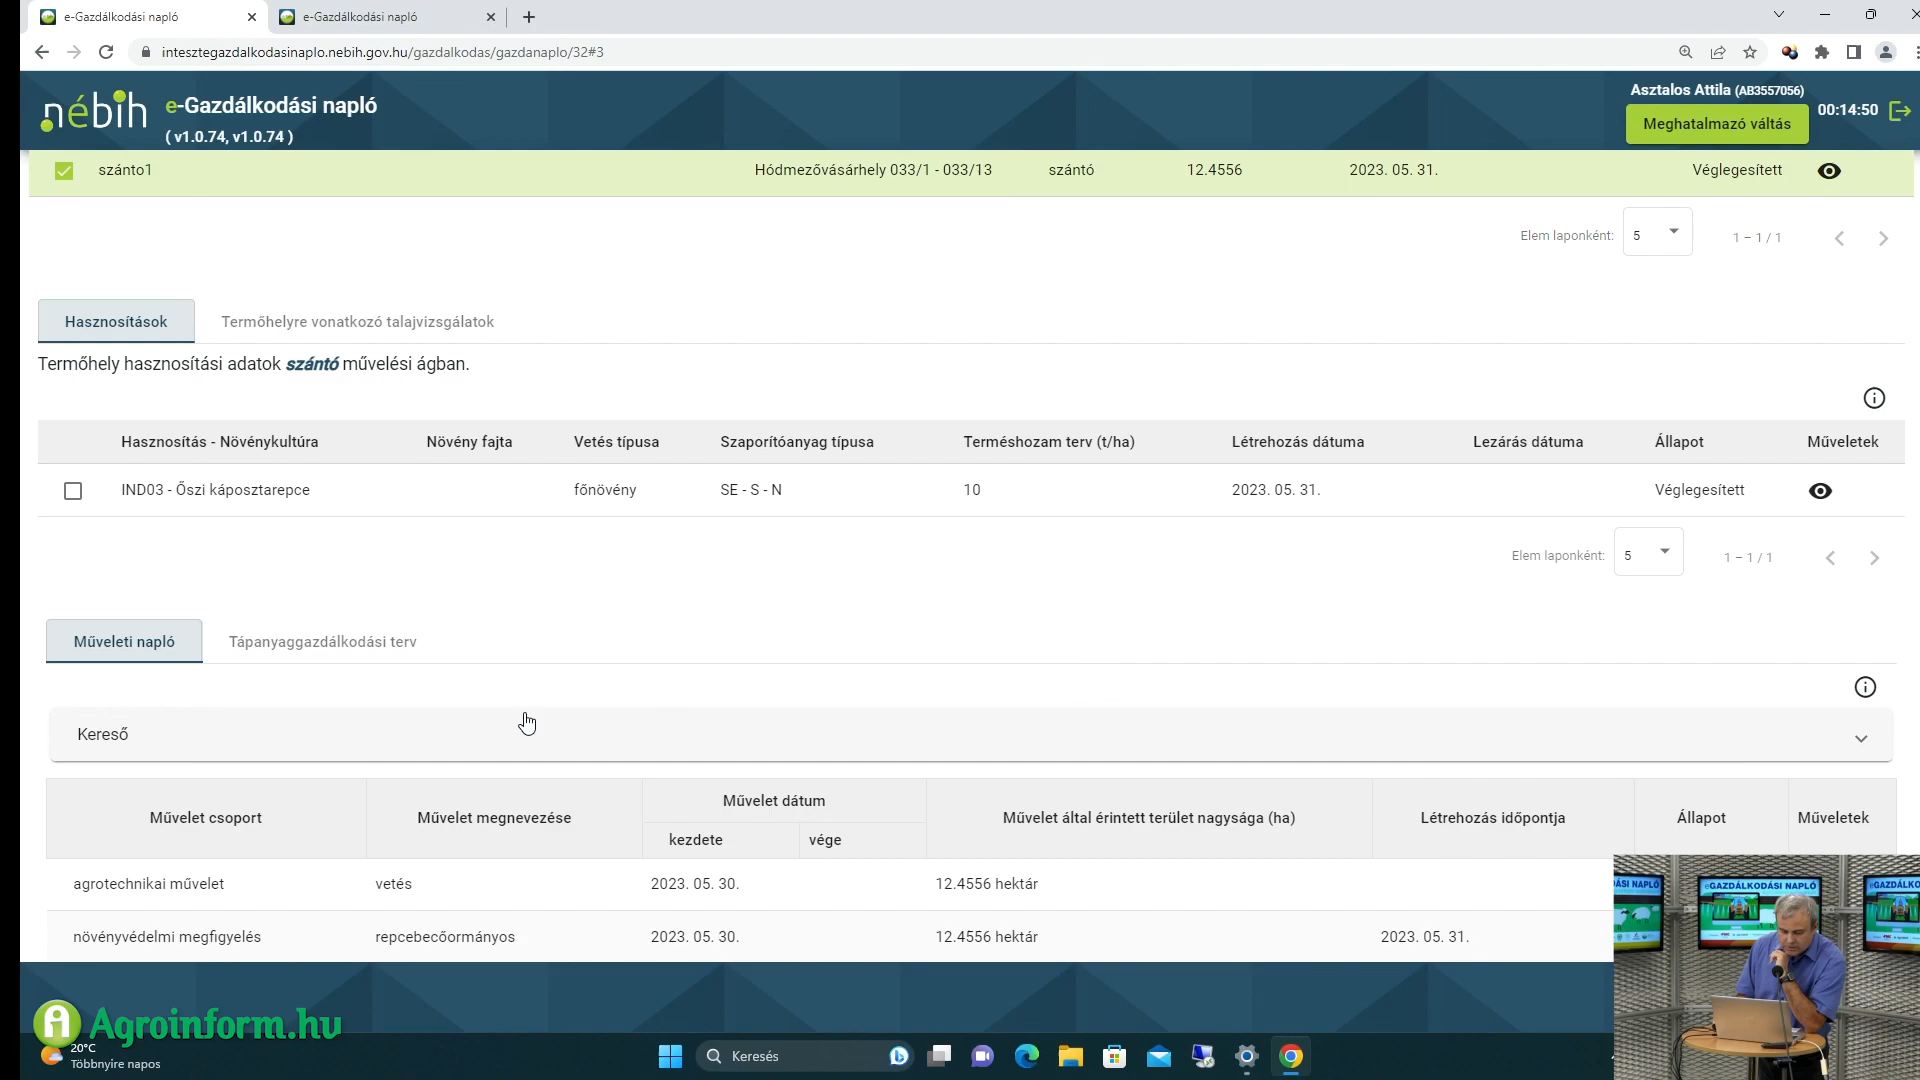 e-Gazdálkodási napló
e-Gazdálkodási napló
intesztegazdalkodasinaplo.nebih.gov.hu/gazdalkodas/gazdanaplo/32#3
nébih
e-Gazdálkodási napló
( v1.0.74, v1.0.74 )
Asztalos Attila (AB3557056)
Meghatalmazó váltás
00:14:50
szánto1 Hódmezővásárhely 033/1 - 033/13 szántó 12.4556 2023. 05. 31. Véglegesített
Elem laponként: 5 1 – 1 / 1
Hasznosítások Termőhelyre vonatkozó talajvizsgálatok
Termőhely hasznosítási adatok szántó művelési ágban.
Hasznosítás - Növénykultúra Növény fajta Vetés típusa Szaporítóanyag típusa Terméshozam terv (t/ha) Létrehozás dátuma Lezárás dátuma Állapot Műveletek
IND03 - Őszi káposztarepce főnövény SE - S - N 10 2023. 05. 31. Véglegesített
Elem laponként: 5 1 – 1 / 1
Műveleti napló Tápanyaggazdálkodási terv
Kereső
Művelet csoport Művelet megnevezése Művelet dátum Művelet által érintett terület nagysága (ha) Létrehozás időpontja Állapot Műveletek
kezdete vége
agrotechnikai művelet vetés 2023. 05. 30. 12.4556 hektár
növényvédelmi megfigyelés repcebecőormányos 2023. 05. 30. 12.4556 hektár 2023. 05. 31.
GAZDÁLKODÁSI NAPLÓ
Agroinform.hu
20°C
Többnyire napos
Keresés